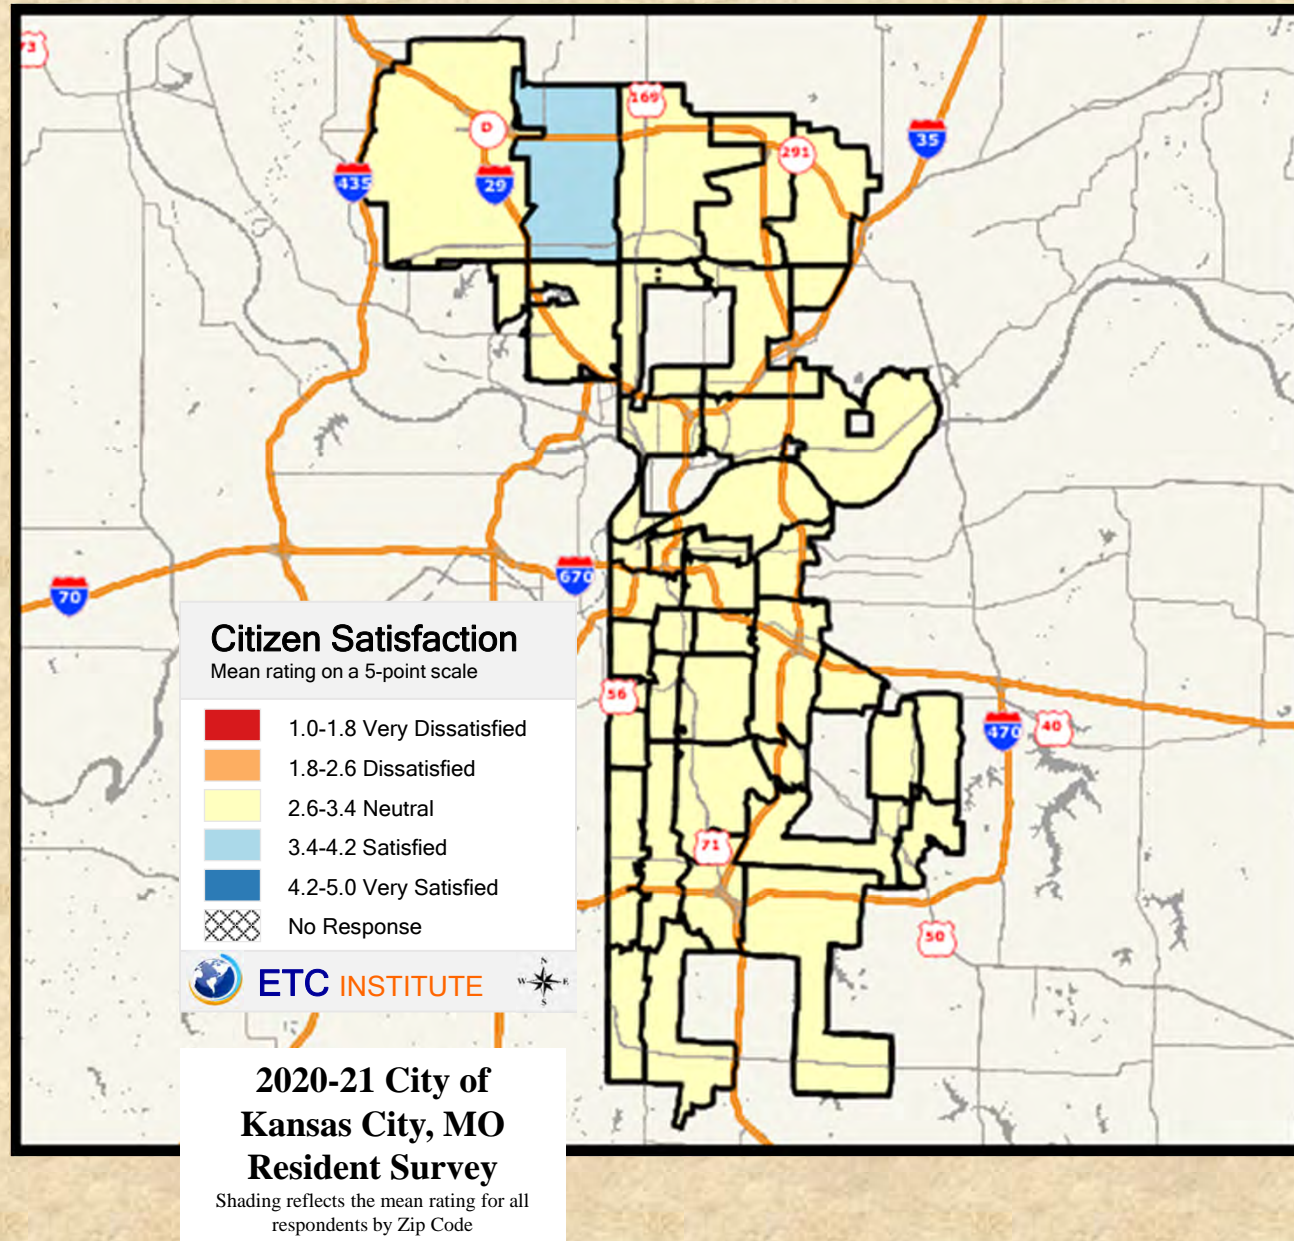 73
169
D
291
35
435
29
70
670
Citizen Satisfaction
Mean rating on a 5-point scale
1.0-1.8 Very Dissatisfied
1.8-2.6 Dissatisfied
2.6-3.4 Neutral
3.4-4.2 Satisfied
4.2-5.0 Very Satisfied
No Response
ETC INSTITUTE
N
W E
S
56
470
40
71
50
2020-21 City of
Kansas City, MO
Resident Survey
Shading reflects the mean rating for all
respondents by Zip Code